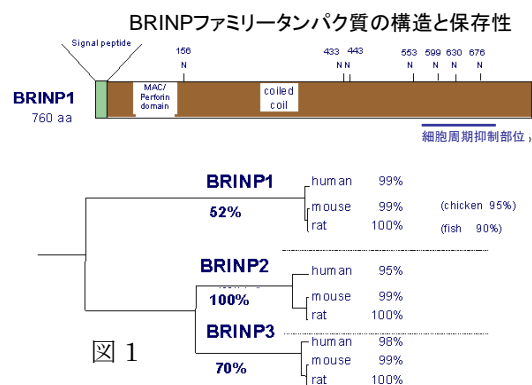 BRINPファミリータンパク質の構造と保存性
Signal peptide
156 433 443 553 599 630 676
N N N N N N N
BRINP1
760 aa
MAC/
Perforin
domain
coiled
coil
細胞周期抑制部位
BRINP1
52%
human 99%
mouse 99% (chicken 95%)
rat 100% (fish 90%)
BRINP2
100%
human 95%
mouse 99%
rat 100%
BRINP3
70%
human 98%
mouse 99%
rat 100%
図 1